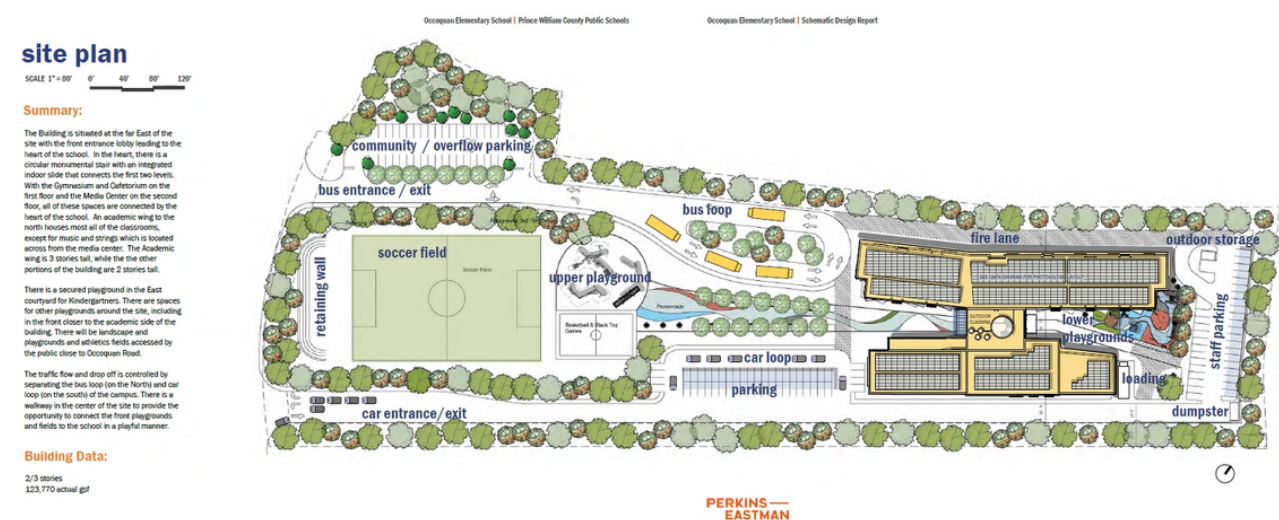 Occoquan Elementary School | Prince William County Public Schools
Occoquan Elementary School | Schematic Design Report
site plan
SCALE 1" = 80' 0' 40' 80' 120'
Summary:
The Building is situated at the far East of the
site with the front entrance lobby leading to the
heart of the school. In the heart, there is a
circular monumental stair with an integrated
indoor slide that connects the first two levels.
With the Gymnasium and Cafetorium on the
first floor and the Media Center on the second
floor, all of these spaces are connected by the
heart of the school. An academic wing to the
north houses most all of the classrooms,
except for music and strings which is located
across from the media center. The Academic
wing is 3 stories tall, while the the other
portions of the building are 2 stories tall.
There is a secured playground in the East
courtyard for Kindergartners. There are spaces
for other playgrounds around the site, including
in the front closer to the academic side of the
building. There will be landscape and
playgrounds and athletics fields accessed by
the public close to Occoquan Road.
The traffic flow and drop off is controlled by
separating the bus loop (on the North) and car
loop (on the south) of the campus. There is a
walkway in the center of the site to provide the
opportunity to connect the front playgrounds
and fields to the school in a playful manner.
Building Data:
2/3 stories
123,770 actual gsf
community / overflow parking
bus entrance / exit
bus loop
fire lane
outdoor storage
soccer field
Soccer Field
upper playground
retaining wall
Promenade
Basketball & Black Top
Games
OUTDOOR
CLASSROOM
lower
playgrounds
staff parking
car loop
parking
loading
car entrance/exit
dumpster
PERKINS —
EASTMAN